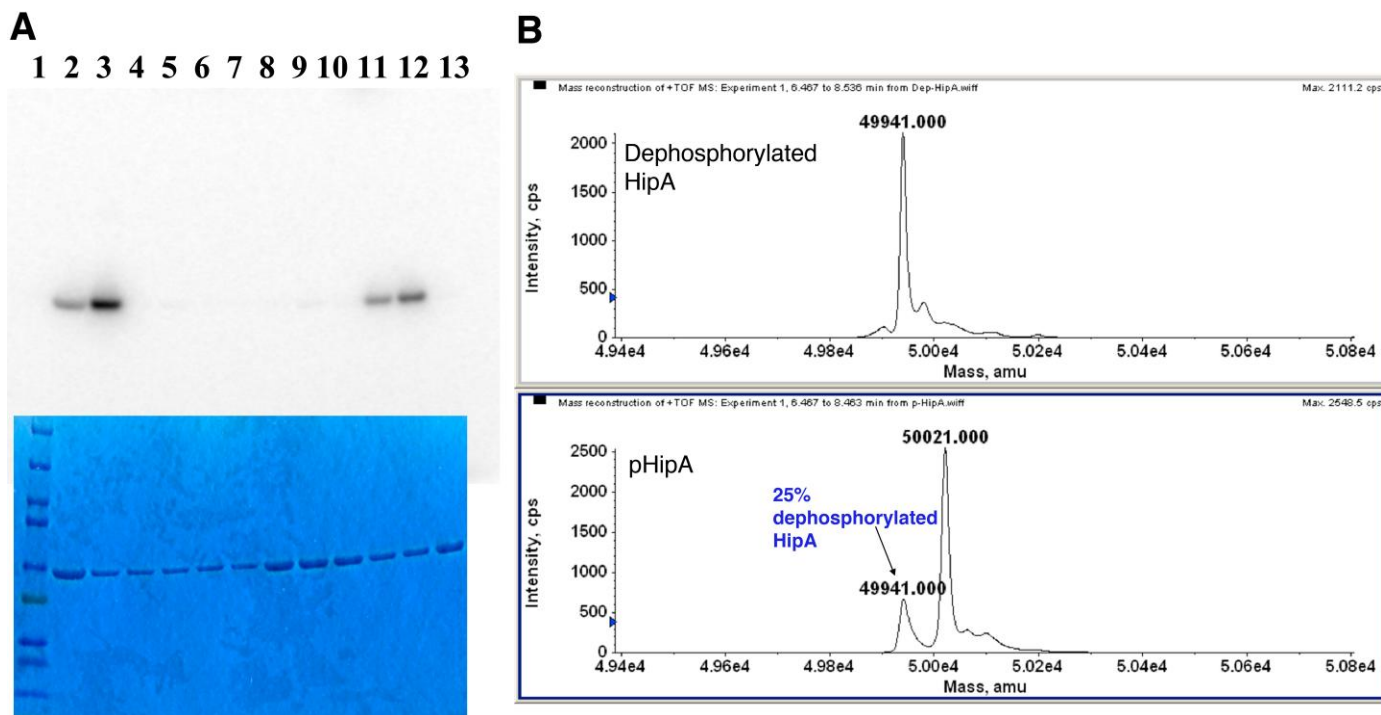 A
1 2 3 4 5 6 7 8 9 10 11 12 13
B
Mass reconstruction of +TOF MS: Experiment 1, 6.467 to 8.536 min from Dep-HipA.wiff
Max. 2111.2 cps
49941.000
Dephosphorylated
HipA
2000
1500
1000
500
0
Intensity, cps
4.94e4 4.96e4 4.98e4 5.00e4 5.02e4 5.04e4 5.06e4 5.08e4
Mass, amu
Mass reconstruction of +TOF MS: Experiment 1, 6.467 to 8.463 min from p-HipA.wiff
Max. 2548.5 cps
50021.000
pHipA
25%
dephosphorylated
HipA
49941.000
2500
2000
1500
1000
500
0
Intensity, cps
4.94e4 4.96e4 4.98e4 5.00e4 5.02e4 5.04e4 5.06e4 5.08e4
Mass, amu